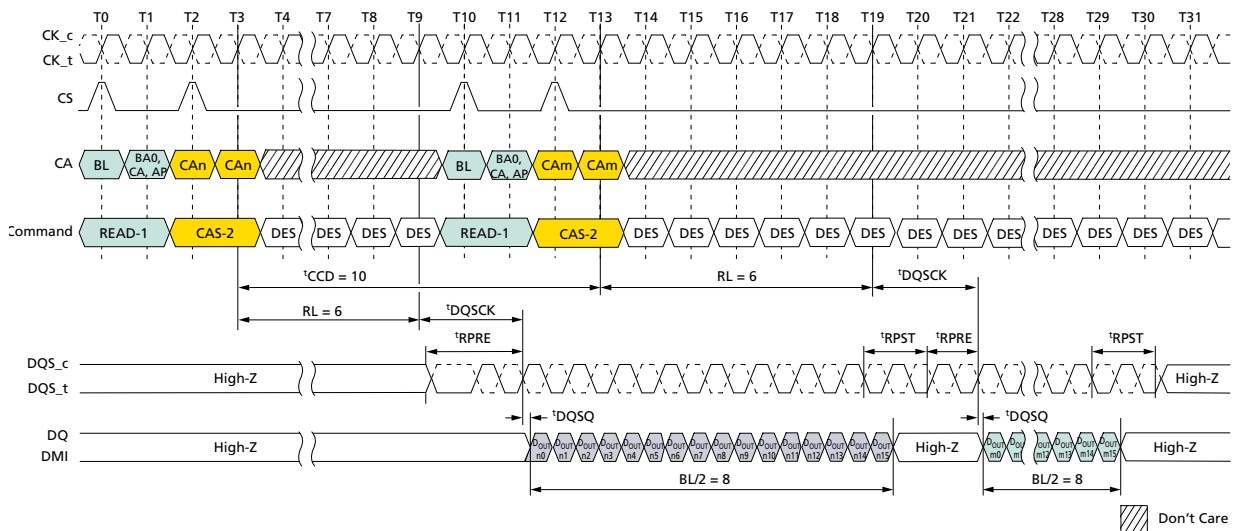 T0 T1 T2 T3 T4 T7 T8 T9 T10 T11 T12 T13 T14 T15 T16 T17 T18 T19 T20 T21 T22 T28 T29 T30 T31
CK_c
CK_t
CS
CA BL BA0, CA, AP CAn CAn BL BA0, CA, AP CAm CAm
Command READ-1 CAS-2 DES DES DES DES READ-1 CAS-2 DES DES DES DES DES DES DES DES DES DES DES DES DES
tCCD = 10 RL = 6 tDQSCK
RL = 6 tDQSCK
tRPRE tRPST tRPRE tRPST
DQS_c
DQS_t High-Z High-Z
tDQSQ tDQSQ
DQ
DMI High-Z DOUT n0 DOUT n1 DOUT n2 DOUT n3 DOUT n4 DOUT n5 DOUT n6 DOUT n7 DOUT n8 DOUT n9 DOUT n10 DOUT n11 DOUT n12 DOUT n13 DOUT n14 DOUT n15 High-Z DOUT m0 DOUT m12 DOUT m13 DOUT m14 DOUT m15 High-Z
BL/2 = 8 BL/2 = 8
Don't Care